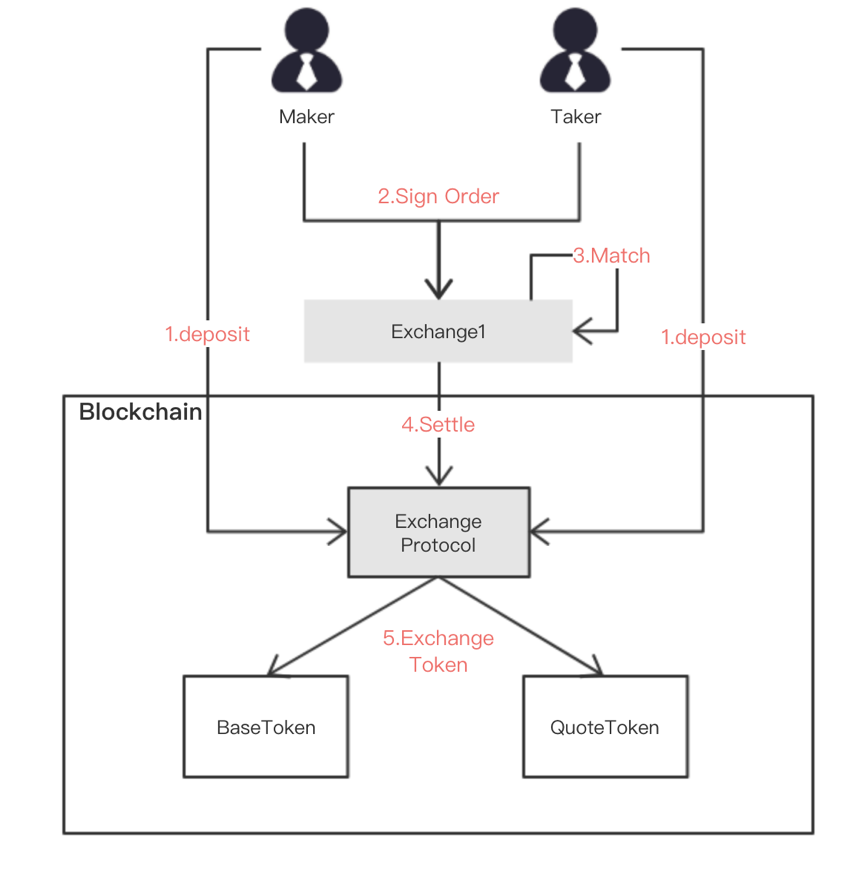 Maker
Taker
2.Sign Order
3.Match
Exchange1
1.deposit
1.deposit
Blockchain
4.Settle
Exchange
Protocol
5.Exchange
Token
BaseToken
QuoteToken